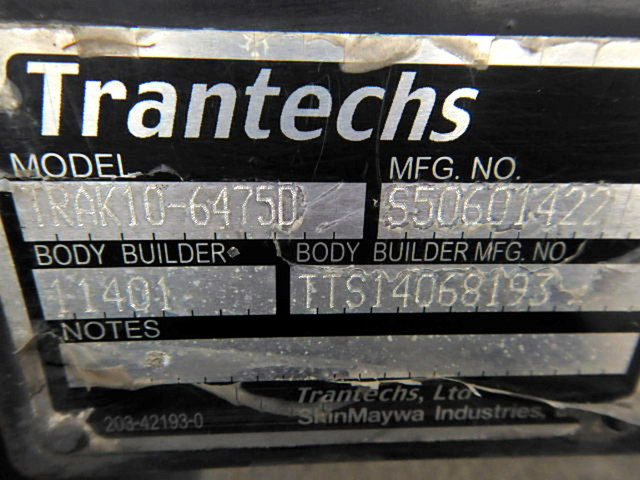 Trantechs
MODEL MFG. NO.
TRAK10-6475D S50601422
BODY BUILDER BODY BUILDER MFG. NO.
11401 TTS14068193
NOTES
Trantechs, Ltd
203-42193-0 ShinMaywa Industries,